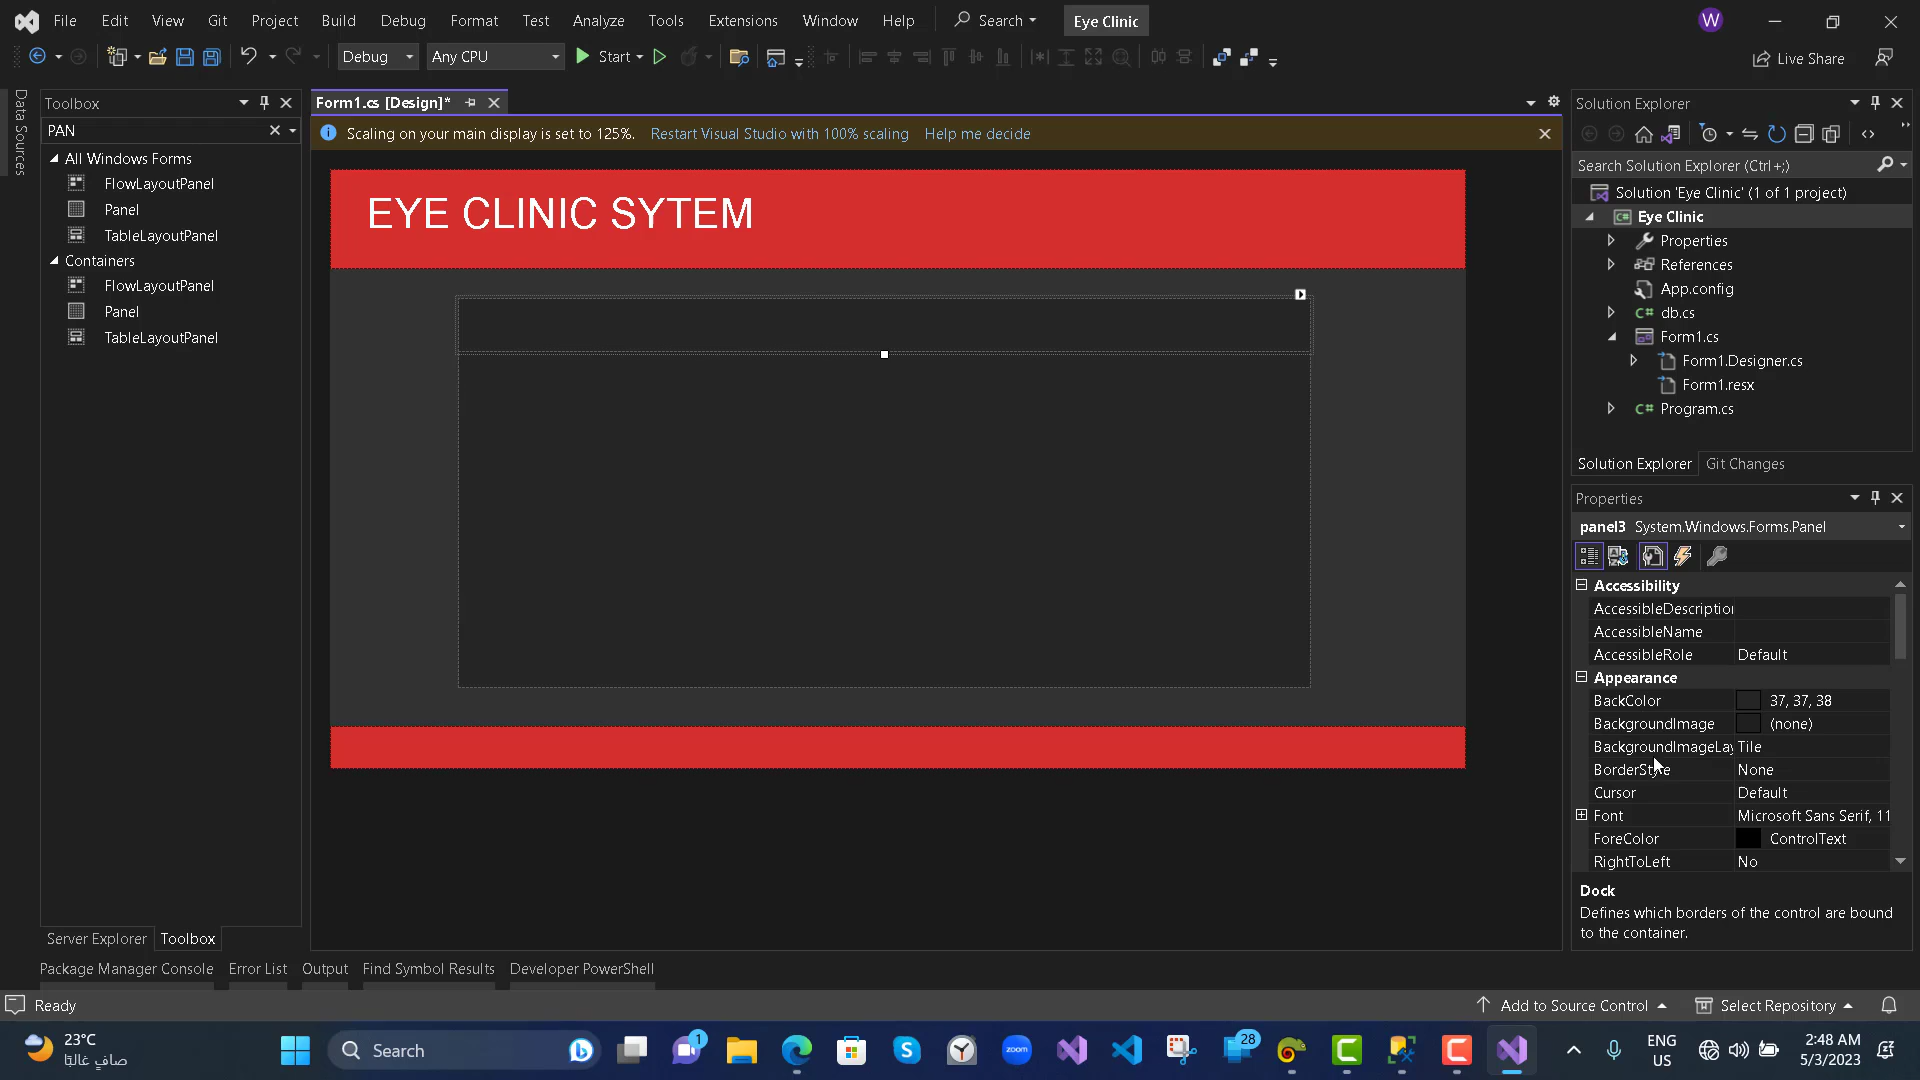 File Edit View Git Project Build Debug Format Test Analyze Tools Extensions Window Help Search Eye Clinic W
Debug Any CPU Start Live Share
Data Sources
Toolbox
PAN
All Windows Forms
FlowLayoutPanel
Panel
TableLayoutPanel
Containers
FlowLayoutPanel
Panel
TableLayoutPanel
Server Explorer Toolbox
Form1.cs [Design]*
Scaling on your main display is set to 125%. Restart Visual Studio with 100% scaling Help me decide
EYE CLINIC SYTEM
Solution Explorer
Search Solution Explorer (Ctrl+;)
Solution 'Eye Clinic' (1 of 1 project)
Eye Clinic
Properties
References
App.config
db.cs
Form1.cs
Form1.Designer.cs
Form1.resx
Program.cs
Solution Explorer Git Changes
Properties
panel3 System.Windows.Forms.Panel
Accessibility
AccessibleDescription
AccessibleName
AccessibleRole Default
Appearance
BackColor 37, 37, 38
BackgroundImage (none)
BackgroundImageLay Tile
BorderStyle None
Cursor Default
Font Microsoft Sans Serif, 11
ForeColor ControlText
RightToLeft No
Dock
Defines which borders of the control are bound
to the container.
Package Manager Console Error List Output Find Symbol Results Developer PowerShell
Ready Add to Source Control Select Repository
23°C
صافٍ غالبًا
Search
1
zoom
28
ENG
US
2:48 AM
5/3/2023